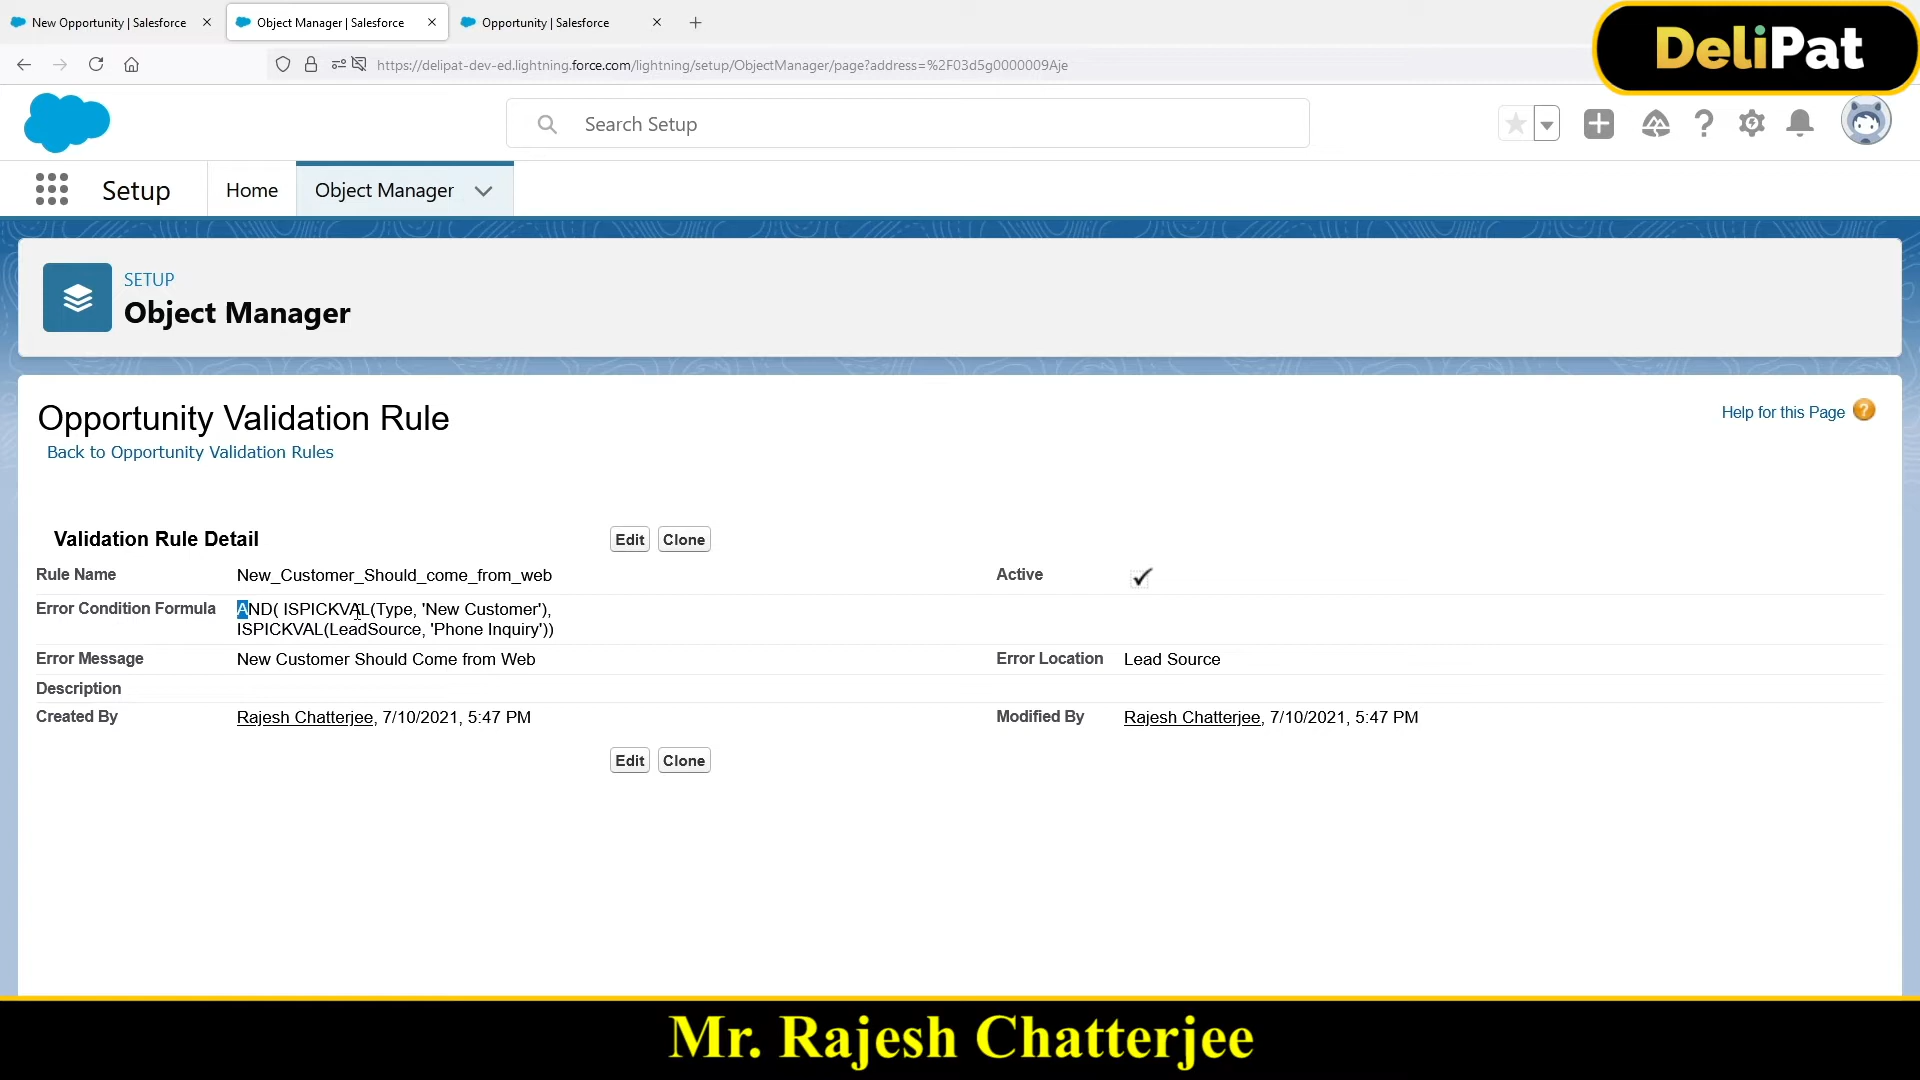 New Opportunity | Salesforce
Object Manager | Salesforce
Opportunity | Salesforce
DeliPat
https://delipat-dev-ed.lightning.force.com/lightning/setup/ObjectManager/page?address=%2F03d5g0000009Aje
Search Setup
Setup
Home
Object Manager
SETUP
Object Manager
Opportunity Validation Rule
Help for this Page ?
Back to Opportunity Validation Rules
Validation Rule Detail
Edit Clone
Rule Name New_Customer_Should_come_from_web Active
Error Condition Formula AND( ISPICKVAL(Type, 'New Customer'),
ISPICKVAL(LeadSource, 'Phone Inquiry'))
Error Message New Customer Should Come from Web Error Location Lead Source
Description
Created By Rajesh Chatterjee, 7/10/2021, 5:47 PM Modified By Rajesh Chatterjee, 7/10/2021, 5:47 PM
Edit Clone
Mr. Rajesh Chatterjee